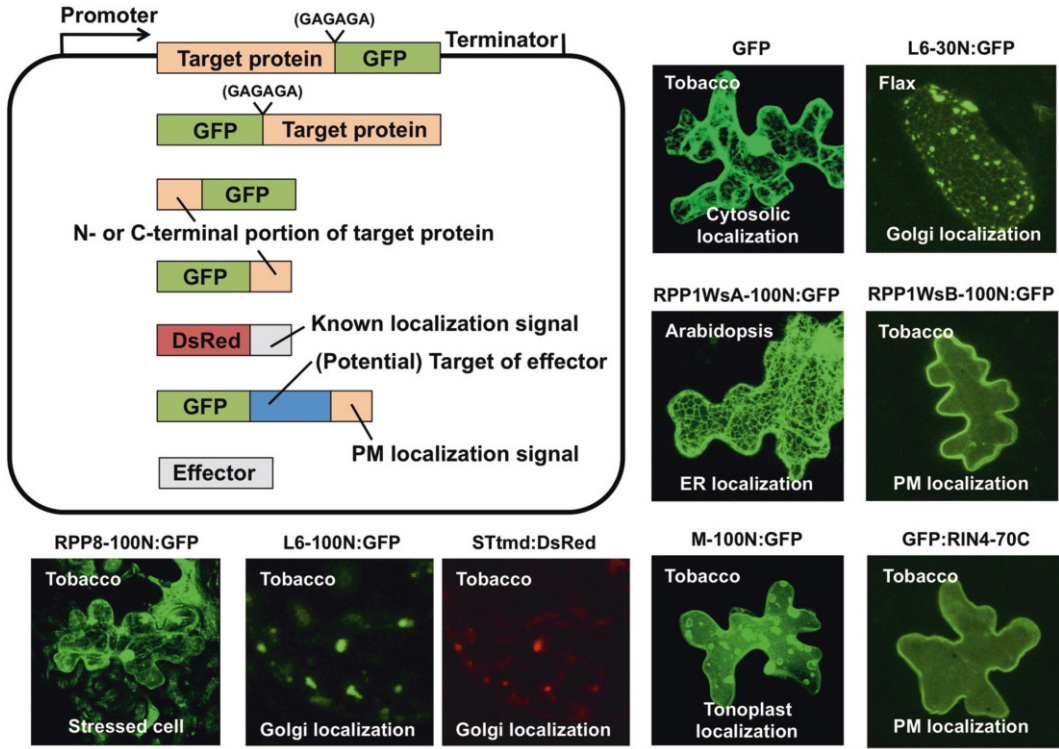 Promoter
(GAGAGA)
Terminator
Target protein
GFP
(GAGAGA)
GFP
Target protein
GFP
N- or C-terminal portion of target protein
GFP
DsRed
Known localization signal
(Potential) Target of effector
GFP
PM localization signal
Effector
GFP
Tobacco
Cytosolic
localization
L6-30N:GFP
Flax
Golgi localization
RPP1WsA-100N:GFP
Arabidopsis
ER localization
RPP1WsB-100N:GFP
Tobacco
PM localization
RPP8-100N:GFP
Tobacco
Stressed cell
L6-100N:GFP
Tobacco
Golgi localization
STtmd:DsRed
Golgi localization
M-100N:GFP
Tobacco
Tonoplast
localization
GFP:RIN4-70C
Tobacco
PM localization